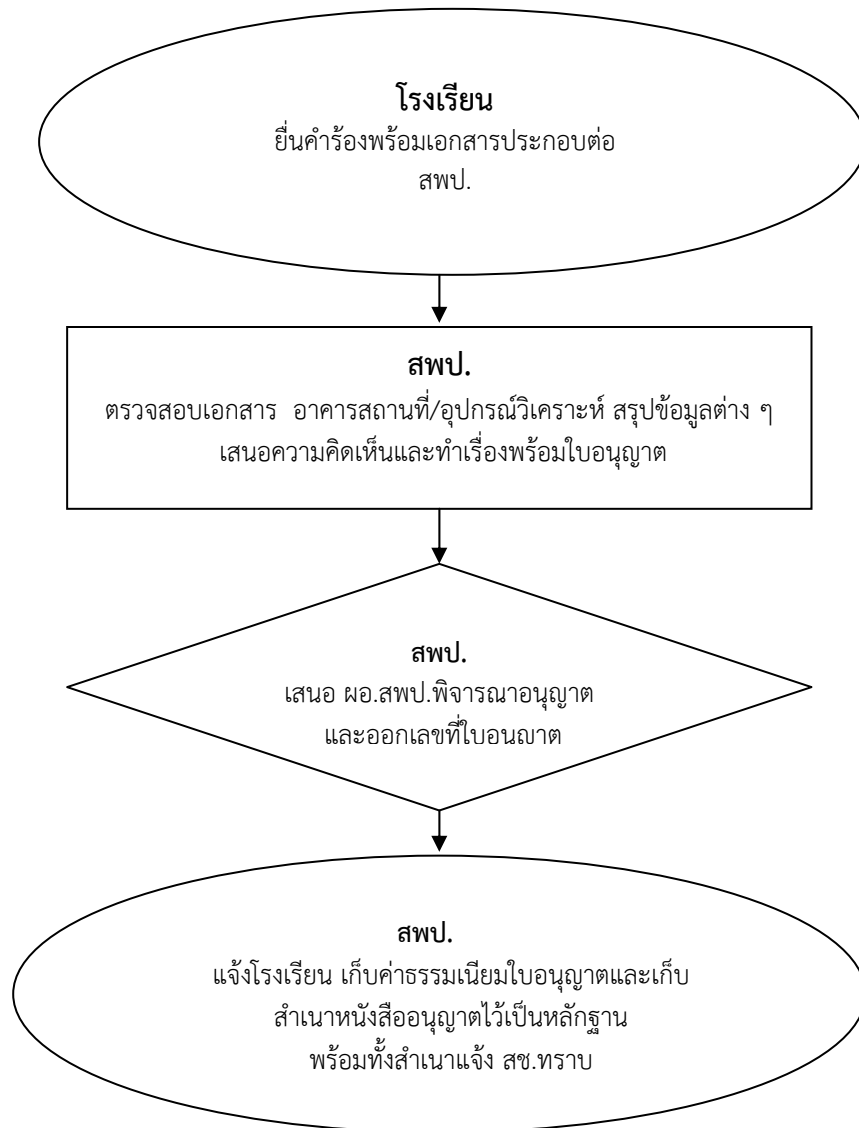 โรงเรียน
ยื่นคำร้องพร้อมเอกสารประกอบต่อ
สพป.
สพป.
ตรวจสอบเอกสาร อาคารสถานที่/อุปกรณ์วิเคราะห์ สรุปข้อมูลต่าง ๆ
เสนอความคิดเห็นและทำเรื่องพร้อมใบอนุญาต
สพป.
เสนอ ผอ.สพป.พิจารณาอนุญาต
และออกเลขที่ใบอนญาต
สพป.
แจ้งโรงเรียน เก็บค่าธรรมเนียมใบอนุญาตและเก็บ
สำเนาหนังสืออนุญาตไว้เป็นหลักฐาน
พร้อมทั้งสำเนาแจ้ง สช.ทราบ